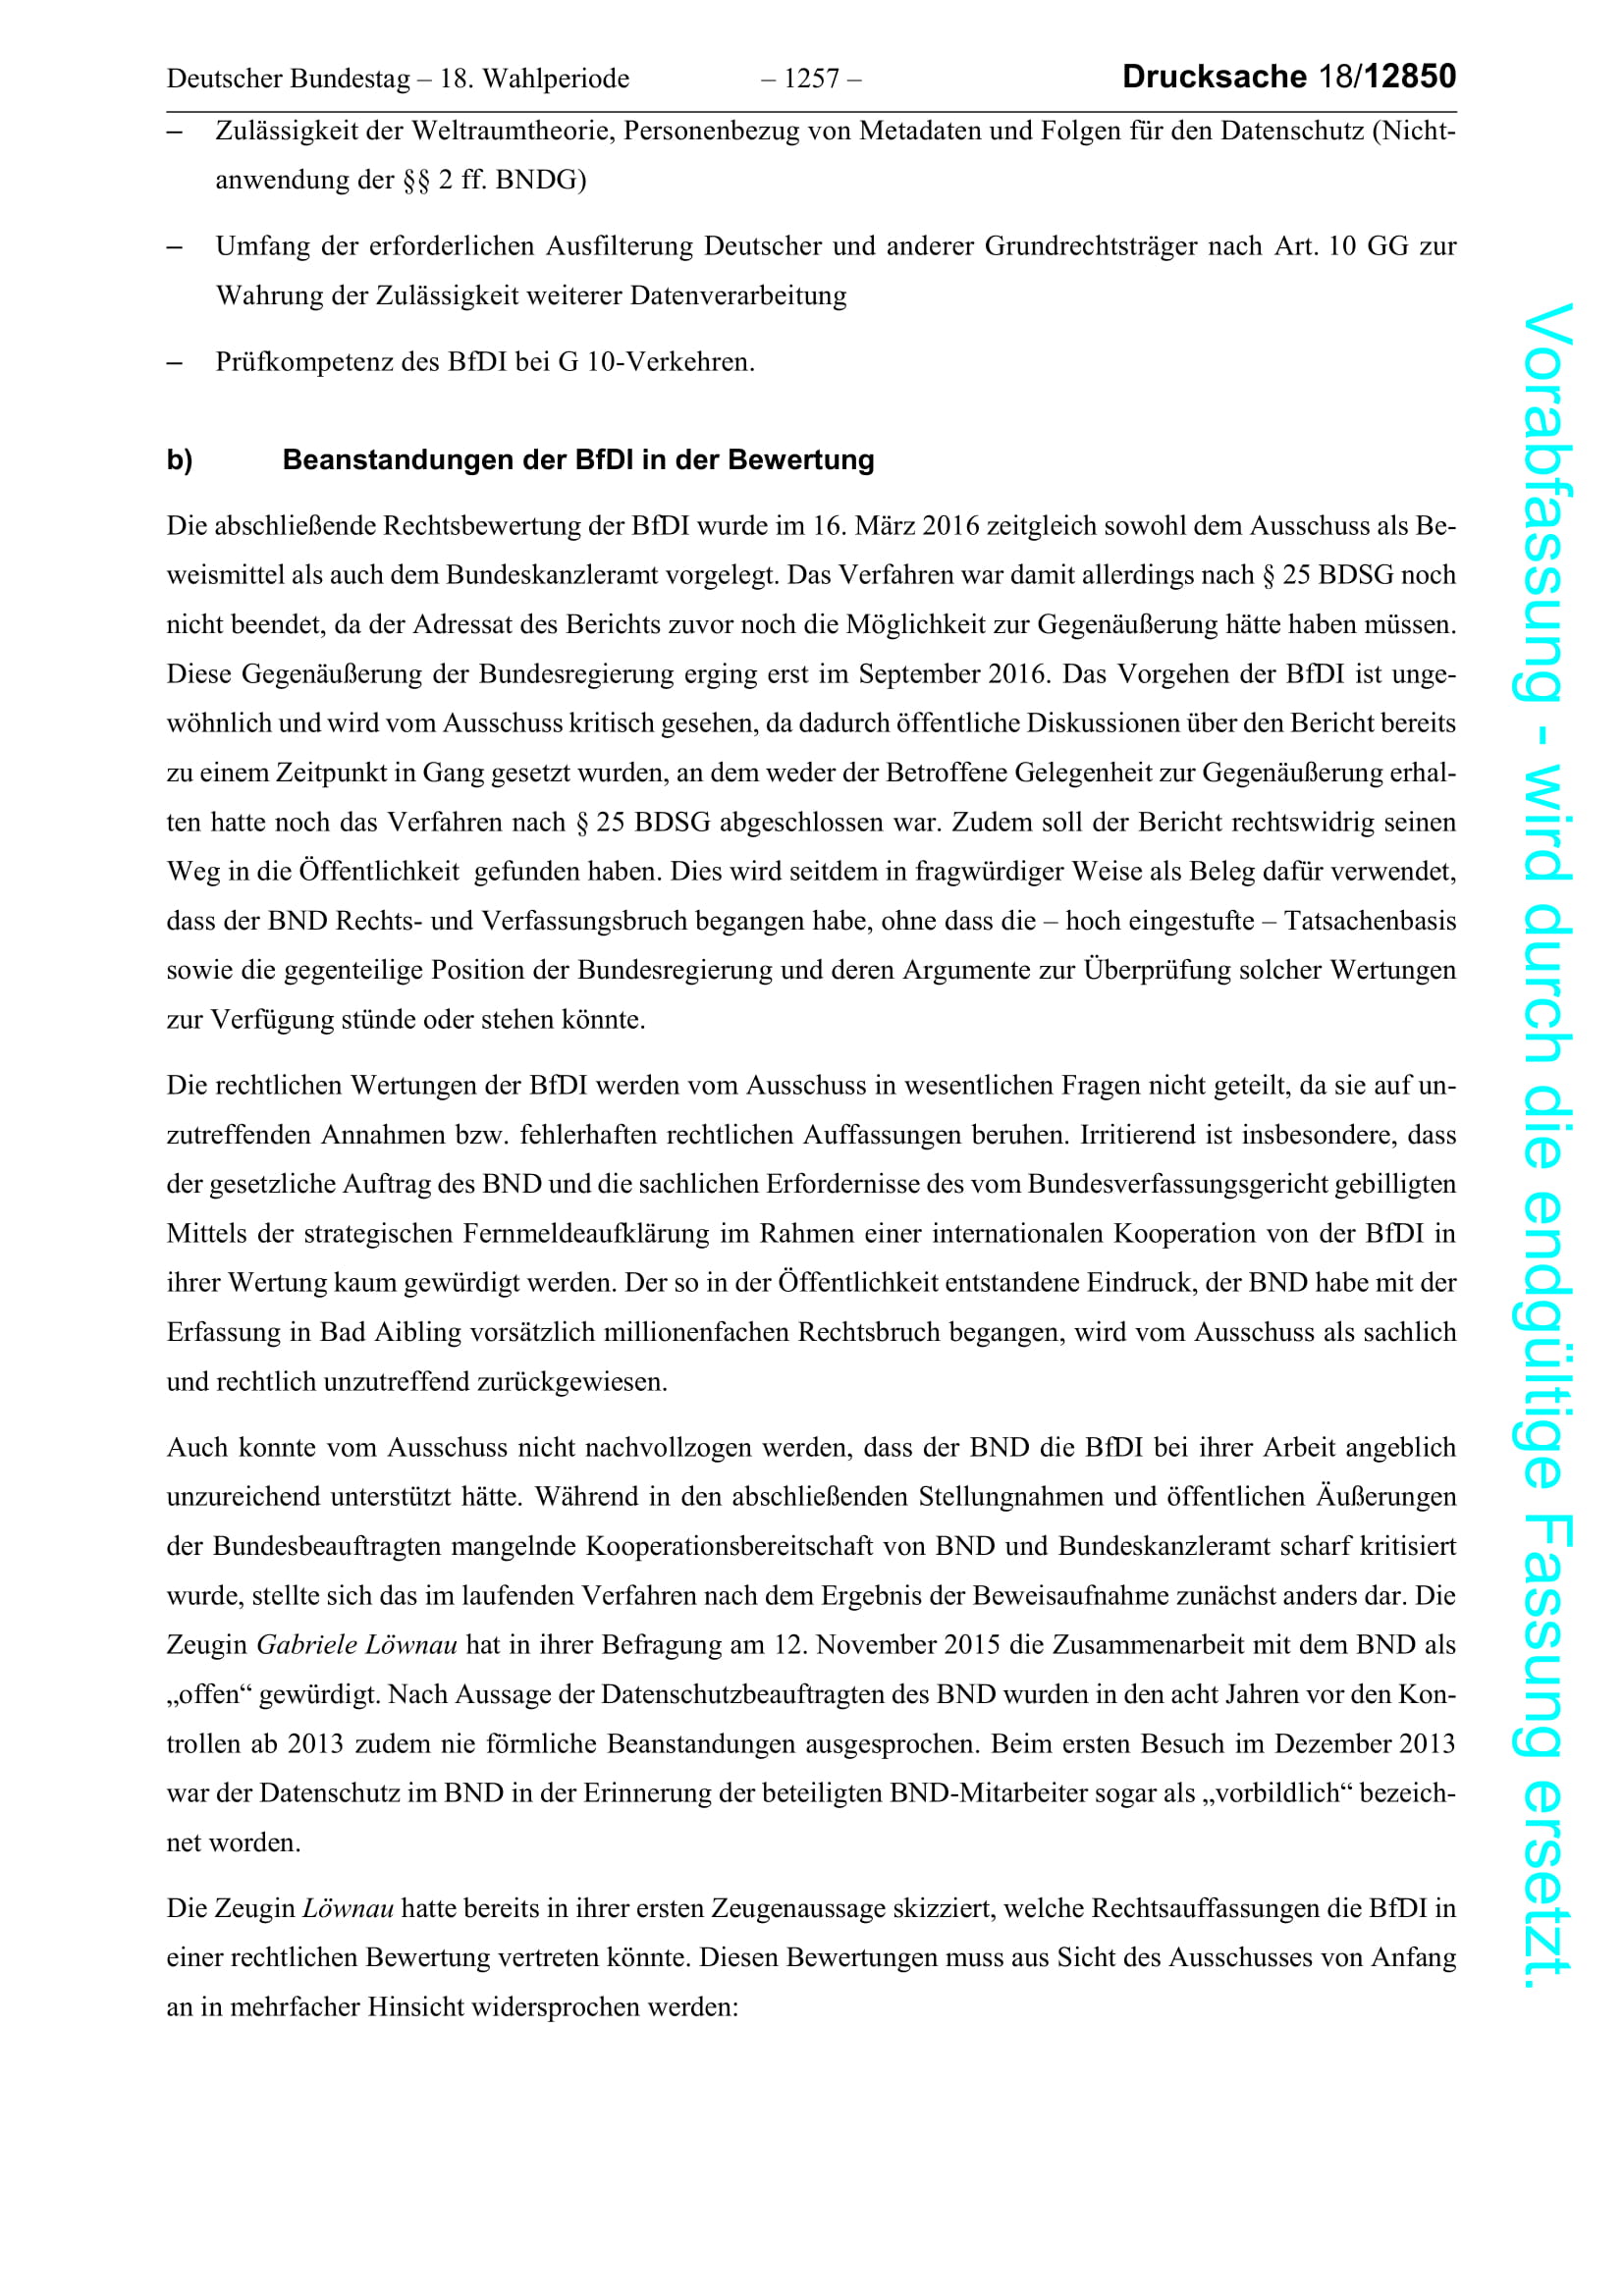 Deutscher Bundestag – 18. Wahlperiode – 1257 – Drucksache 18/12850
– Zulässigkeit der Weltraumtheorie, Personenbezug von Metadaten und Folgen für den Datenschutz (Nicht-
anwendung der §§ 2 ff. BNDG)
– Umfang der erforderlichen Ausfilterung Deutscher und anderer Grundrechtsträger nach Art. 10 GG zur
Wahrung der Zulässigkeit weiterer Datenverarbeitung
– Prüfkompetenz des BfDI bei G 10-Verkehren.
b) Beanstandungen der BfDI in der Bewertung
Die abschließende Rechtsbewertung der BfDI wurde im 16. März 2016 zeitgleich sowohl dem Ausschuss als Be-
weismittel als auch dem Bundeskanzleramt vorgelegt. Das Verfahren war damit allerdings nach § 25 BDSG noch
nicht beendet, da der Adressat des Berichts zuvor noch die Möglichkeit zur Gegenäußerung hätte haben müssen.
Diese Gegenäußerung der Bundesregierung erging erst im September 2016. Das Vorgehen der BfDI ist unge-
wöhnlich und wird vom Ausschuss kritisch gesehen, da dadurch öffentliche Diskussionen über den Bericht bereits
zu einem Zeitpunkt in Gang gesetzt wurden, an dem weder der Betroffene Gelegenheit zur Gegenäußerung erhal-
ten hatte noch das Verfahren nach § 25 BDSG abgeschlossen war. Zudem soll der Bericht rechtswidrig seinen
Weg in die Öffentlichkeit gefunden haben. Dies wird seitdem in fragwürdiger Weise als Beleg dafür verwendet,
dass der BND Rechts- und Verfassungsbruch begangen habe, ohne dass die – hoch eingestufte – Tatsachenbasis
sowie die gegenteilige Position der Bundesregierung und deren Argumente zur Überprüfung solcher Wertungen
zur Verfügung stünde oder stehen könnte.
Die rechtlichen Wertungen der BfDI werden vom Ausschuss in wesentlichen Fragen nicht geteilt, da sie auf un-
zutreffenden Annahmen bzw. fehlerhaften rechtlichen Auffassungen beruhen. Irritierend ist insbesondere, dass
der gesetzliche Auftrag des BND und die sachlichen Erfordernisse des vom Bundesverfassungsgericht gebilligten
Mittels der strategischen Fernmeldeaufklärung im Rahmen einer internationalen Kooperation von der BfDI in
ihrer Wertung kaum gewürdigt werden. Der so in der Öffentlichkeit entstandene Eindruck, der BND habe mit der
Erfassung in Bad Aibling vorsätzlich millionenfachen Rechtsbruch begangen, wird vom Ausschuss als sachlich
und rechtlich unzutreffend zurückgewiesen.
Auch konnte vom Ausschuss nicht nachvollzogen werden, dass der BND die BfDI bei ihrer Arbeit angeblich
unzureichend unterstützt hätte. Während in den abschließenden Stellungnahmen und öffentlichen Äußerungen
der Bundesbeauftragten mangelnde Kooperationsbereitschaft von BND und Bundeskanzleramt scharf kritisiert
wurde, stellte sich das im laufenden Verfahren nach dem Ergebnis der Beweisaufnahme zunächst anders dar. Die
Zeugin Gabriele Löwnau hat in ihrer Befragung am 12. November 2015 die Zusammenarbeit mit dem BND als
„offen“ gewürdigt. Nach Aussage der Datenschutzbeauftragten des BND wurden in den acht Jahren vor den Kon-
trollen ab 2013 zudem nie förmliche Beanstandungen ausgesprochen. Beim ersten Besuch im Dezember 2013
war der Datenschutz im BND in der Erinnerung der beteiligten BND-Mitarbeiter sogar als „vorbildlich“ bezeich-
net worden.
Die Zeugin Löwnau hatte bereits in ihrer ersten Zeugenaussage skizziert, welche Rechtsauffassungen die BfDI in
einer rechtlichen Bewertung vertreten könnte. Diesen Bewertungen muss aus Sicht des Ausschusses von Anfang
an in mehrfacher Hinsicht widersprochen werden:
Vorabfassung - wird durch die endgültige Fassung ersetzt.